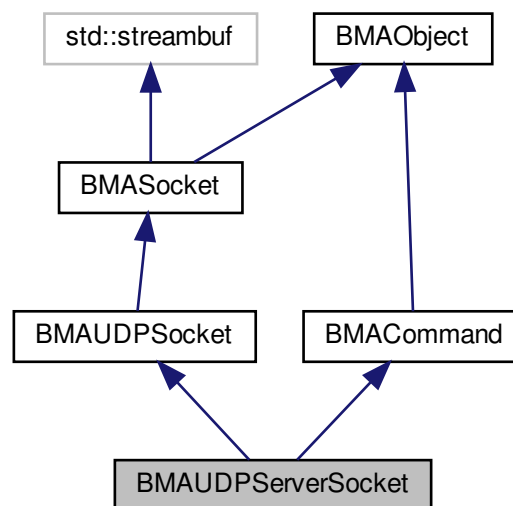 std::streambuf
BMAObject
BMASocket
BMAUDPSocket
BMACommand
BMAUDPServerSocket